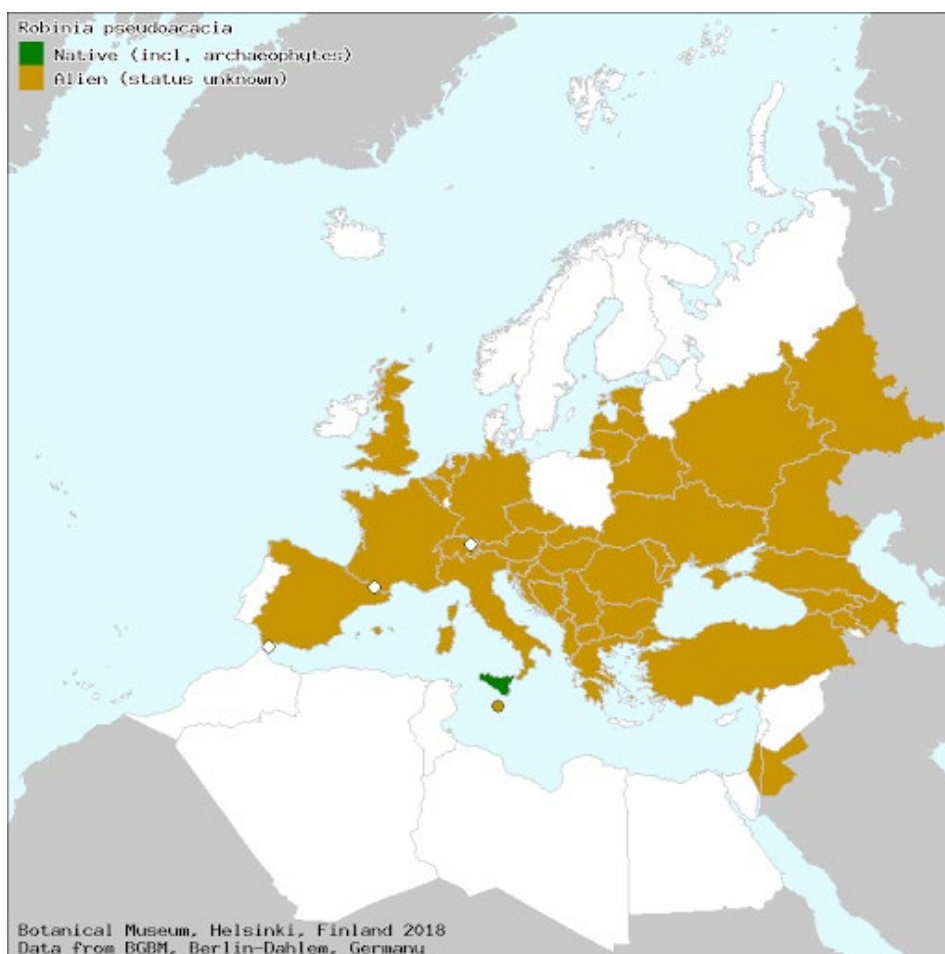 Robinia pseudoacacia
Native (incl. archaeophytes)
Alien (status unknown)
Botanical Museum, Helsinki, Finland 2018
Data from BGBM, Berlin-Dahlem, Germany